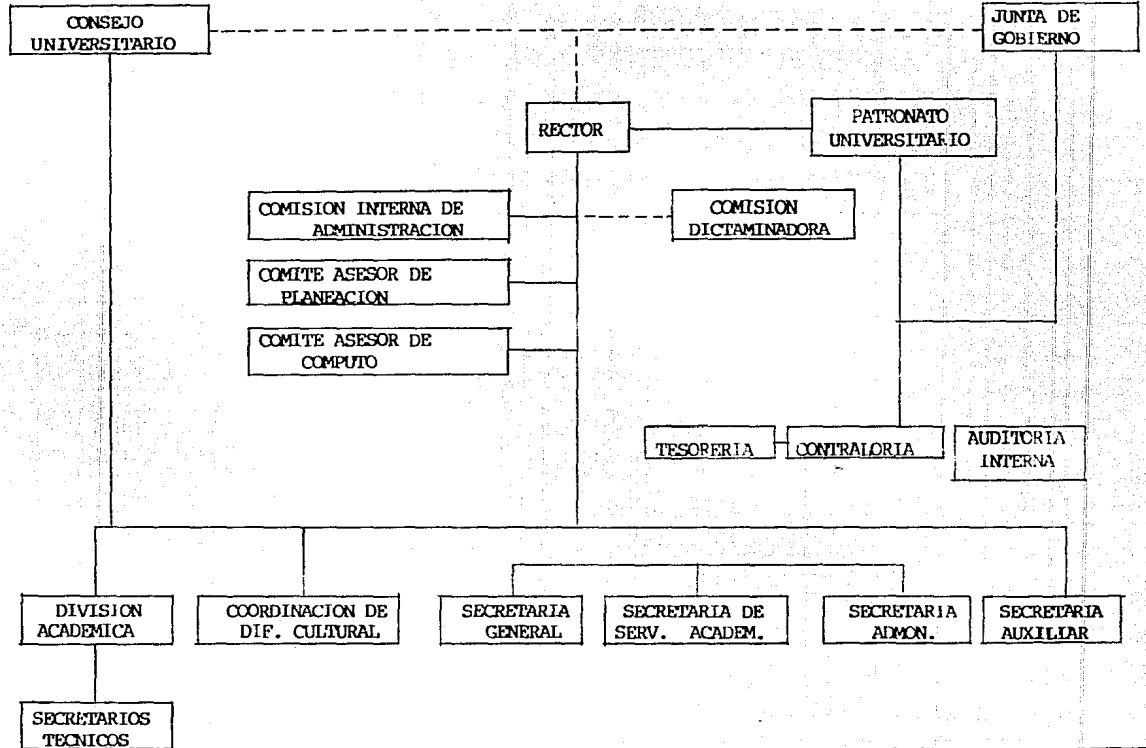 CONSEJO
UNIVERSITARIO
JUNTA DE
GOBIERNO
RECTOR
PATRONATO
UNIVERSITARIO
COMISION INTERNA DE
ADMINISTRACION
COMISION
DICTAMINADORA
COMITE ASESOR DE
PLANEACION
COMITE ASESOR DE
COMPUTO
TESORERIA
CONTRALORIA
AUDITORIA
INTERNA
DIVISION
ACADEMICA
COORDINACION DE
DIF. CULTURAL
SECRETARIA
GENERAL
SECRETARIA DE
SERV. ACADEM.
SECRETARIA
ADMON.
SECRETARIA
AUXILIAR
SECRETARIOS
TECNICOS